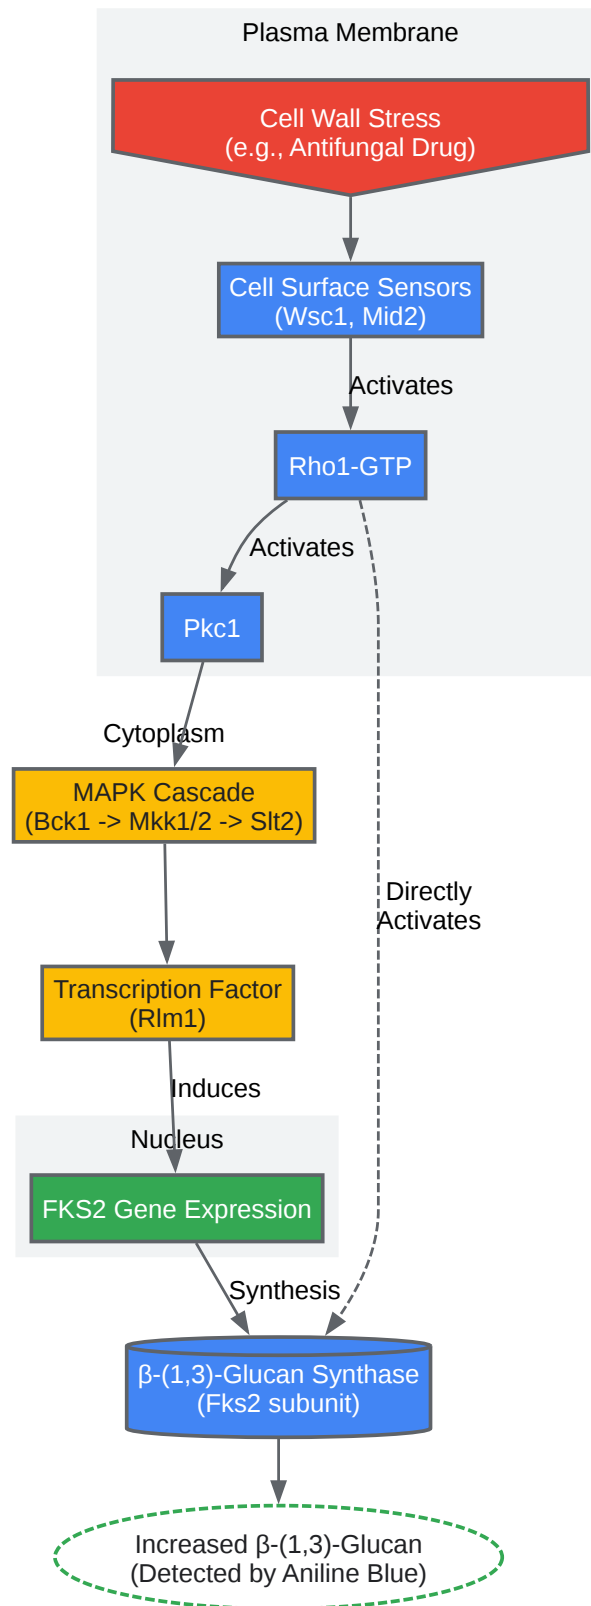 Plasma Membrane
Cell Wall Stress
(e.g., Antifungal Drug)
Cell Surface Sensors
(Wsc1, Mid2)
Activates
Rho1-GTP
Activates
Pkc1
Cytoplasm
MAPK Cascade
(Bck1 -> Mkk1/2 -> Slt2)
Directly
Activates
Transcription Factor
(Rlm1)
Induces
Nucleus
FKS2 Gene Expression
Synthesis
β-(1,3)-Glucan Synthase
(Fks2 subunit)
Increased β-(1,3)-Glucan
(Detected by Aniline Blue)